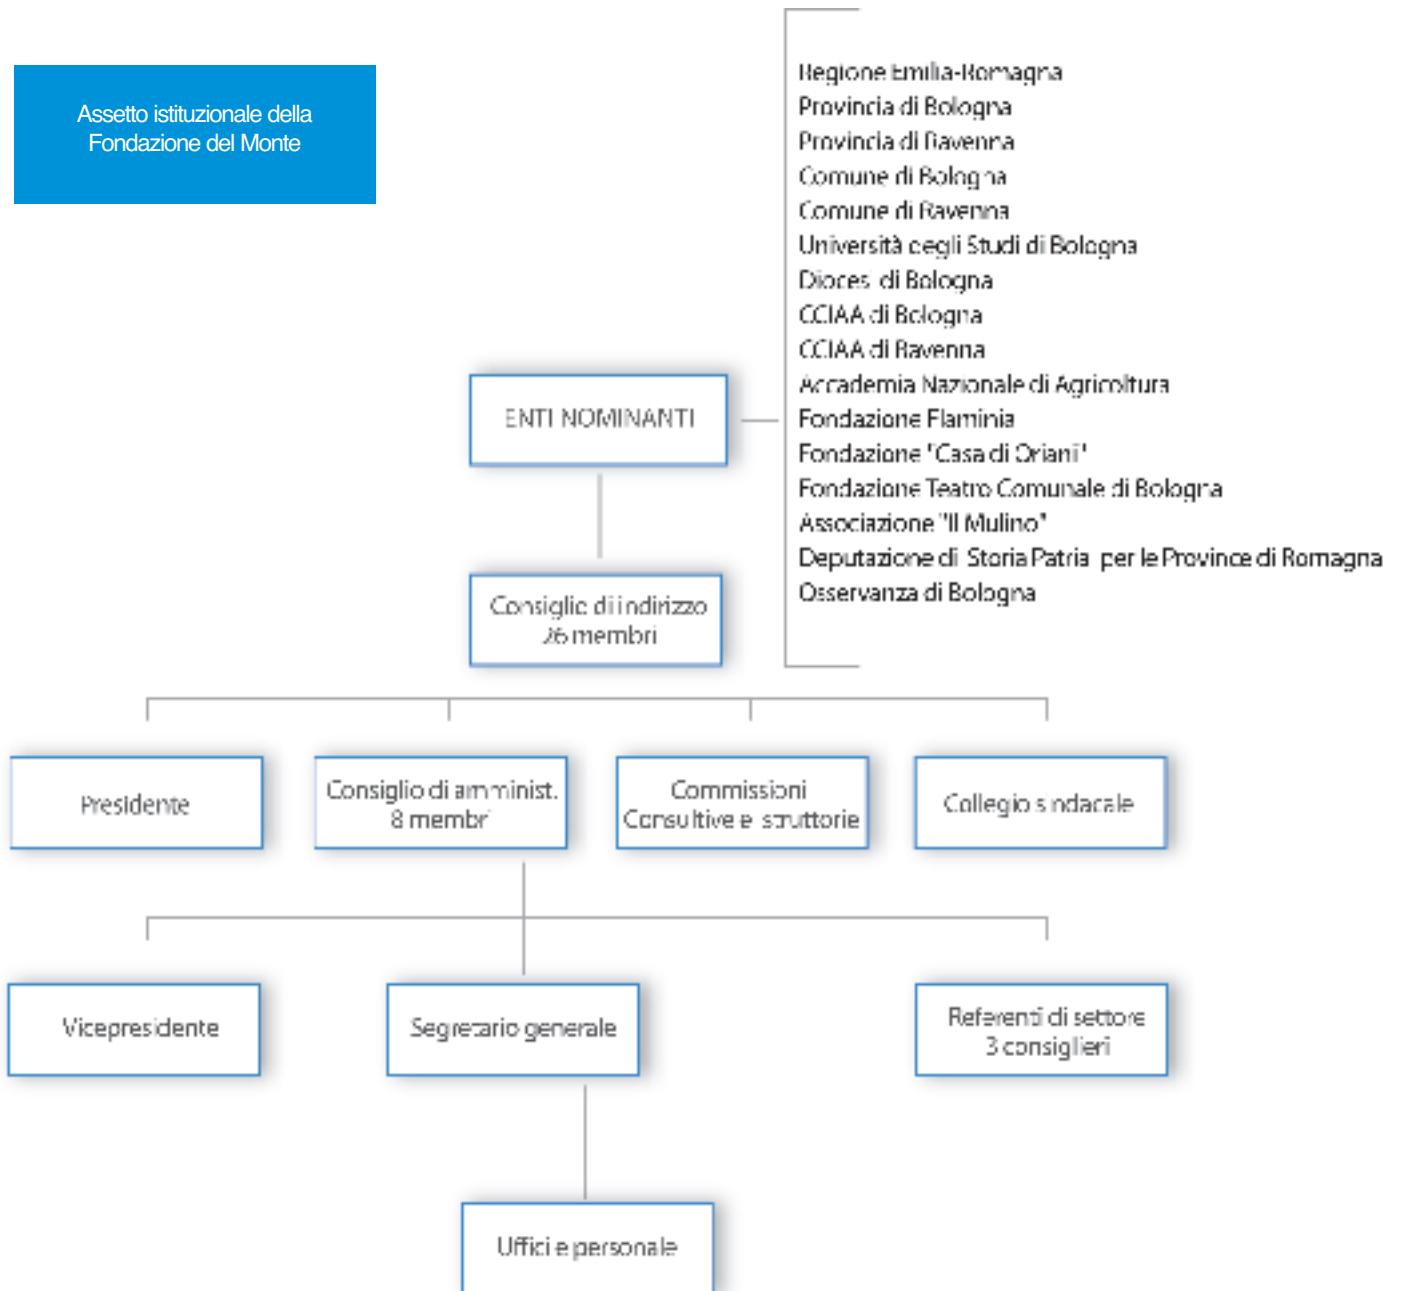 Assetto istituzionale della
Fondazione del Monte
Regione Emilia-Romagna
Provincia di Bologna
Provincia di Ravenna
Comune di Bologna
Comune di Ravenna
Università degli Studi di Bologna
Diocesi di Bologna
CCIAA di Bologna
CCIAA di Ravenna
Accademia Nazionale di Agricoltura
Fondazione Flaminia
Fondazione "Casa di Oriani"
Fondazione Teatro Comunale di Bologna
Associazione "Il Mulino"
Deputazione di Storia Patria per le Province di Romagna
Osservanza di Bologna
ENTI NOMINANTI
Consiglio di indirizzo
26 membri
Presidente
Consiglio di amminist.
8 membri
Commissioni
Consultive e istruttorie
Collegio sindacale
Vicepresidente
Segretario generale
Referenti di settore
3 consiglieri
Uffici e personale